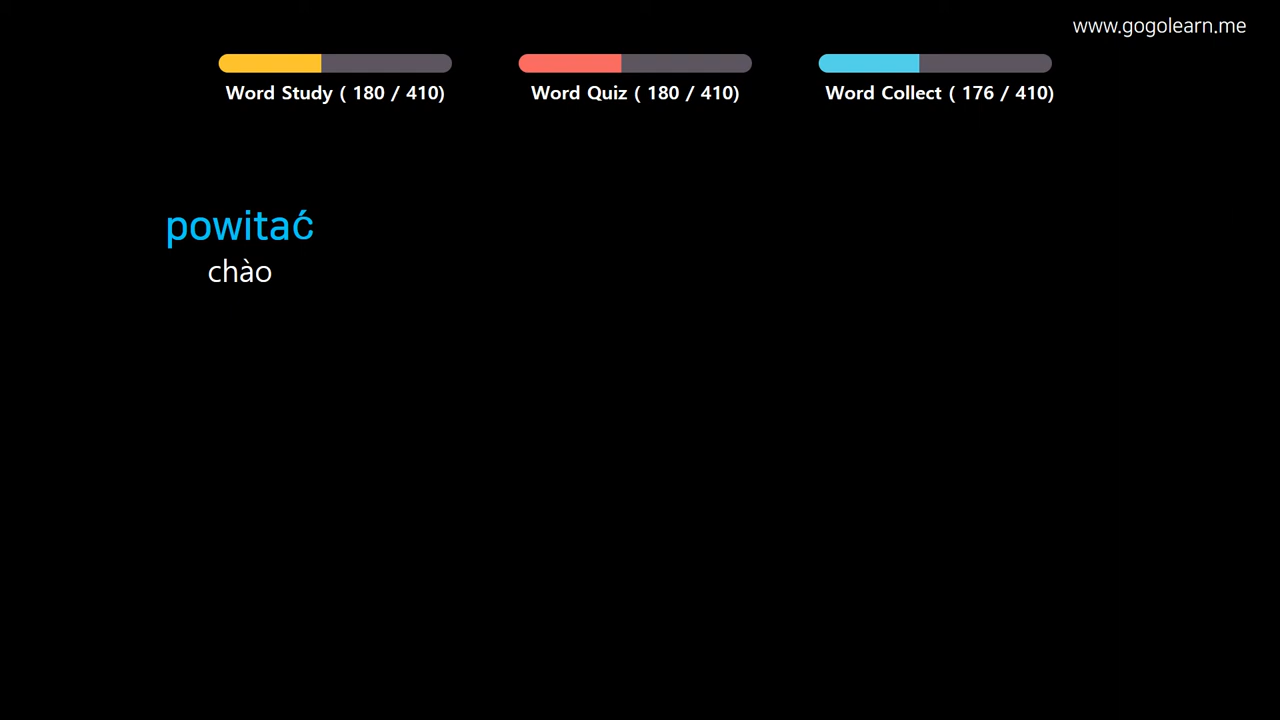 www.gogolearn.me
Word Study ( 180 / 410)
Word Quiz ( 180 / 410)
Word Collect ( 176 / 410)
powitać
chào